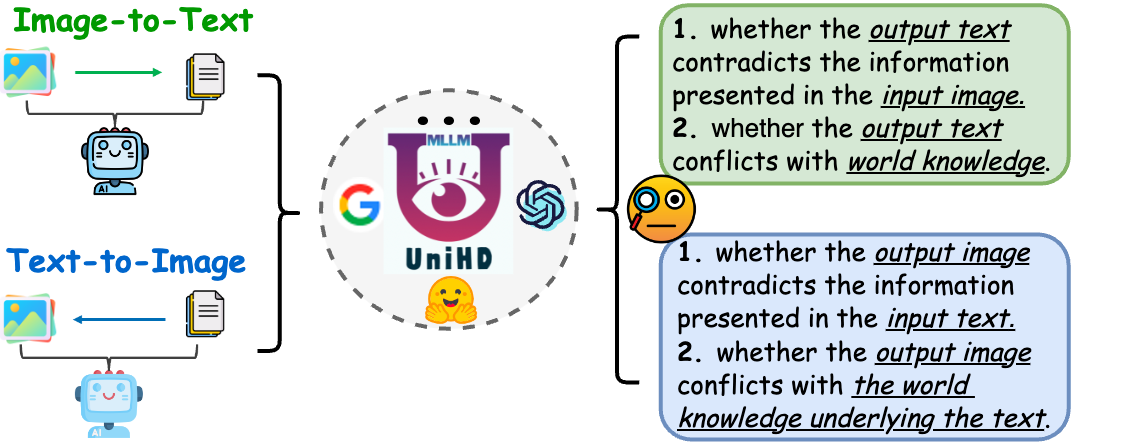 Image-to-Text
AI
Text-to-Image
AI
MLLM
G
UniHD
1. whether the output text
contradicts the information
presented in the input image.
2. whether the output text
conflicts with world knowledge.
1. whether the output image
contradicts the information
presented in the input text.
2. whether the output image
conflicts with the world
knowledge underlying the text.